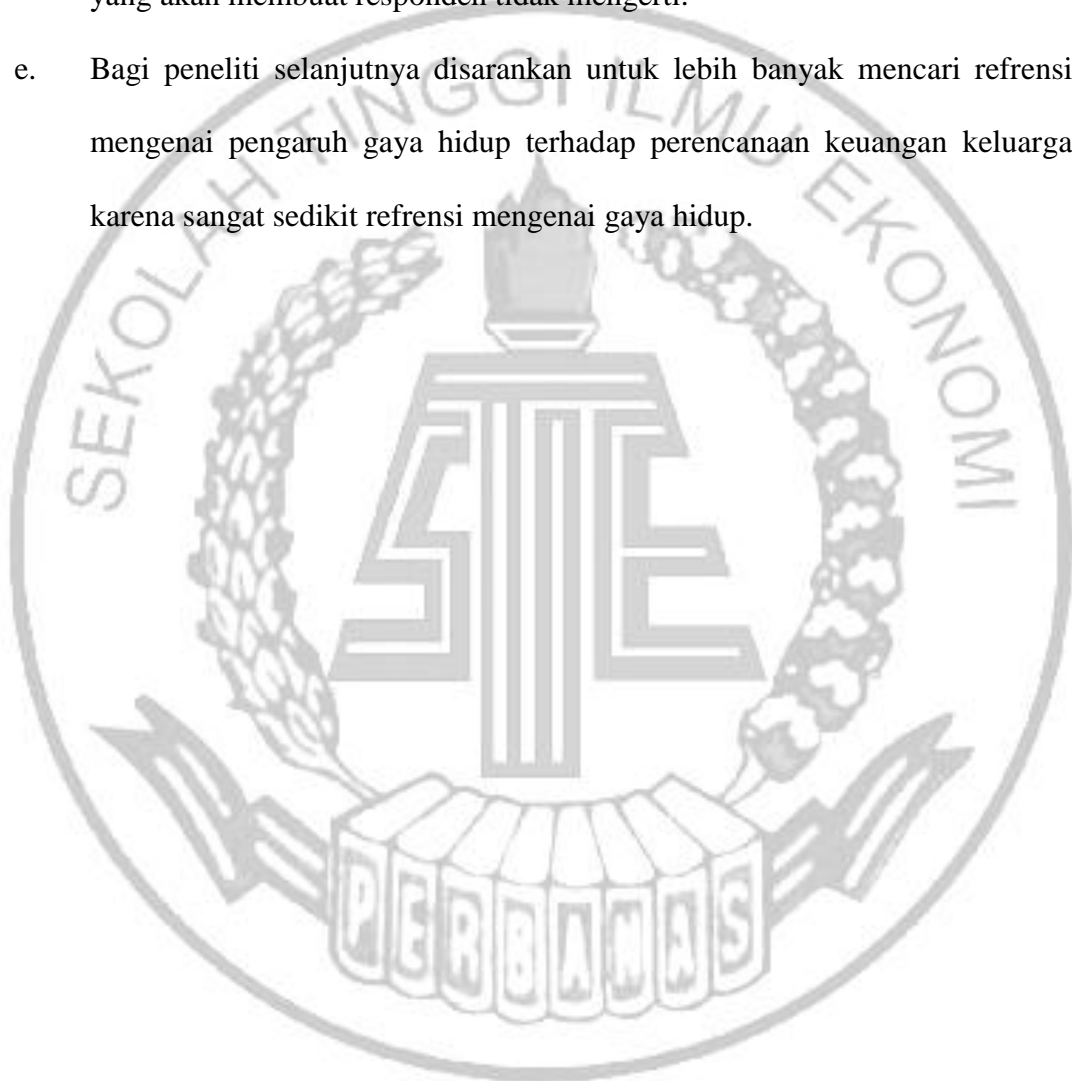 yang akan membuat responden tidak mengerti.
e. Bagi peneliti selanjutnya disarankan untuk lebih banyak mencari refrensi
mengenai pengaruh gaya hidup terhadap perencanaan keuangan keluarga
karena sangat sedikit refrensi mengenai gaya hidup.
SEKOLAH TINGGI ILMU EKONOMI
STIE
PERBANAS